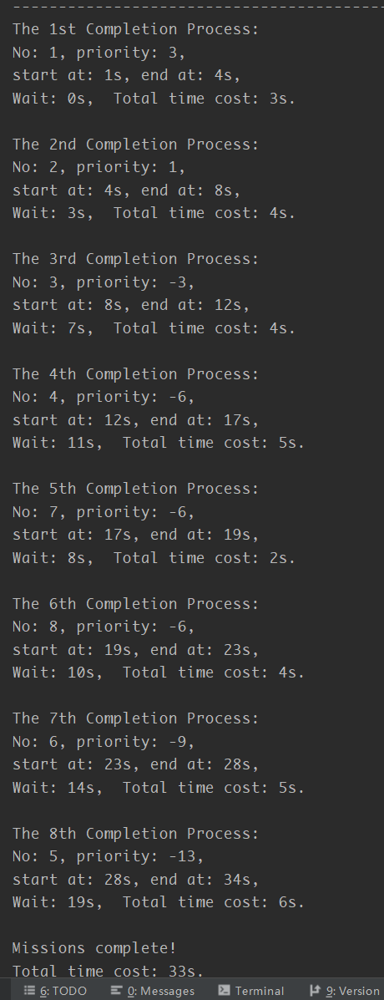 ----------------------------------------
The 1st Completion Process:
No: 1, priority: 3,
start at: 1s, end at: 4s,
Wait: 0s,  Total time cost: 3s.
The 2nd Completion Process:
No: 2, priority: 1,
start at: 4s, end at: 8s,
Wait: 3s,  Total time cost: 4s.
The 3rd Completion Process:
No: 3, priority: -3,
start at: 8s, end at: 12s,
Wait: 7s,  Total time cost: 4s.
The 4th Completion Process:
No: 4, priority: -6,
start at: 12s, end at: 17s,
Wait: 11s,  Total time cost: 5s.
The 5th Completion Process:
No: 7, priority: -6,
start at: 17s, end at: 19s,
Wait: 8s,  Total time cost: 2s.
The 6th Completion Process:
No: 8, priority: -6,
start at: 19s, end at: 23s,
Wait: 10s,  Total time cost: 4s.
The 7th Completion Process:
No: 6, priority: -9,
start at: 23s, end at: 28s,
Wait: 14s,  Total time cost: 5s.
The 8th Completion Process:
No: 5, priority: -13,
start at: 28s, end at: 34s,
Wait: 19s,  Total time cost: 6s.
Missions complete!
Total time cost: 33s.
6: TODO 0: Messages Terminal 9: Version